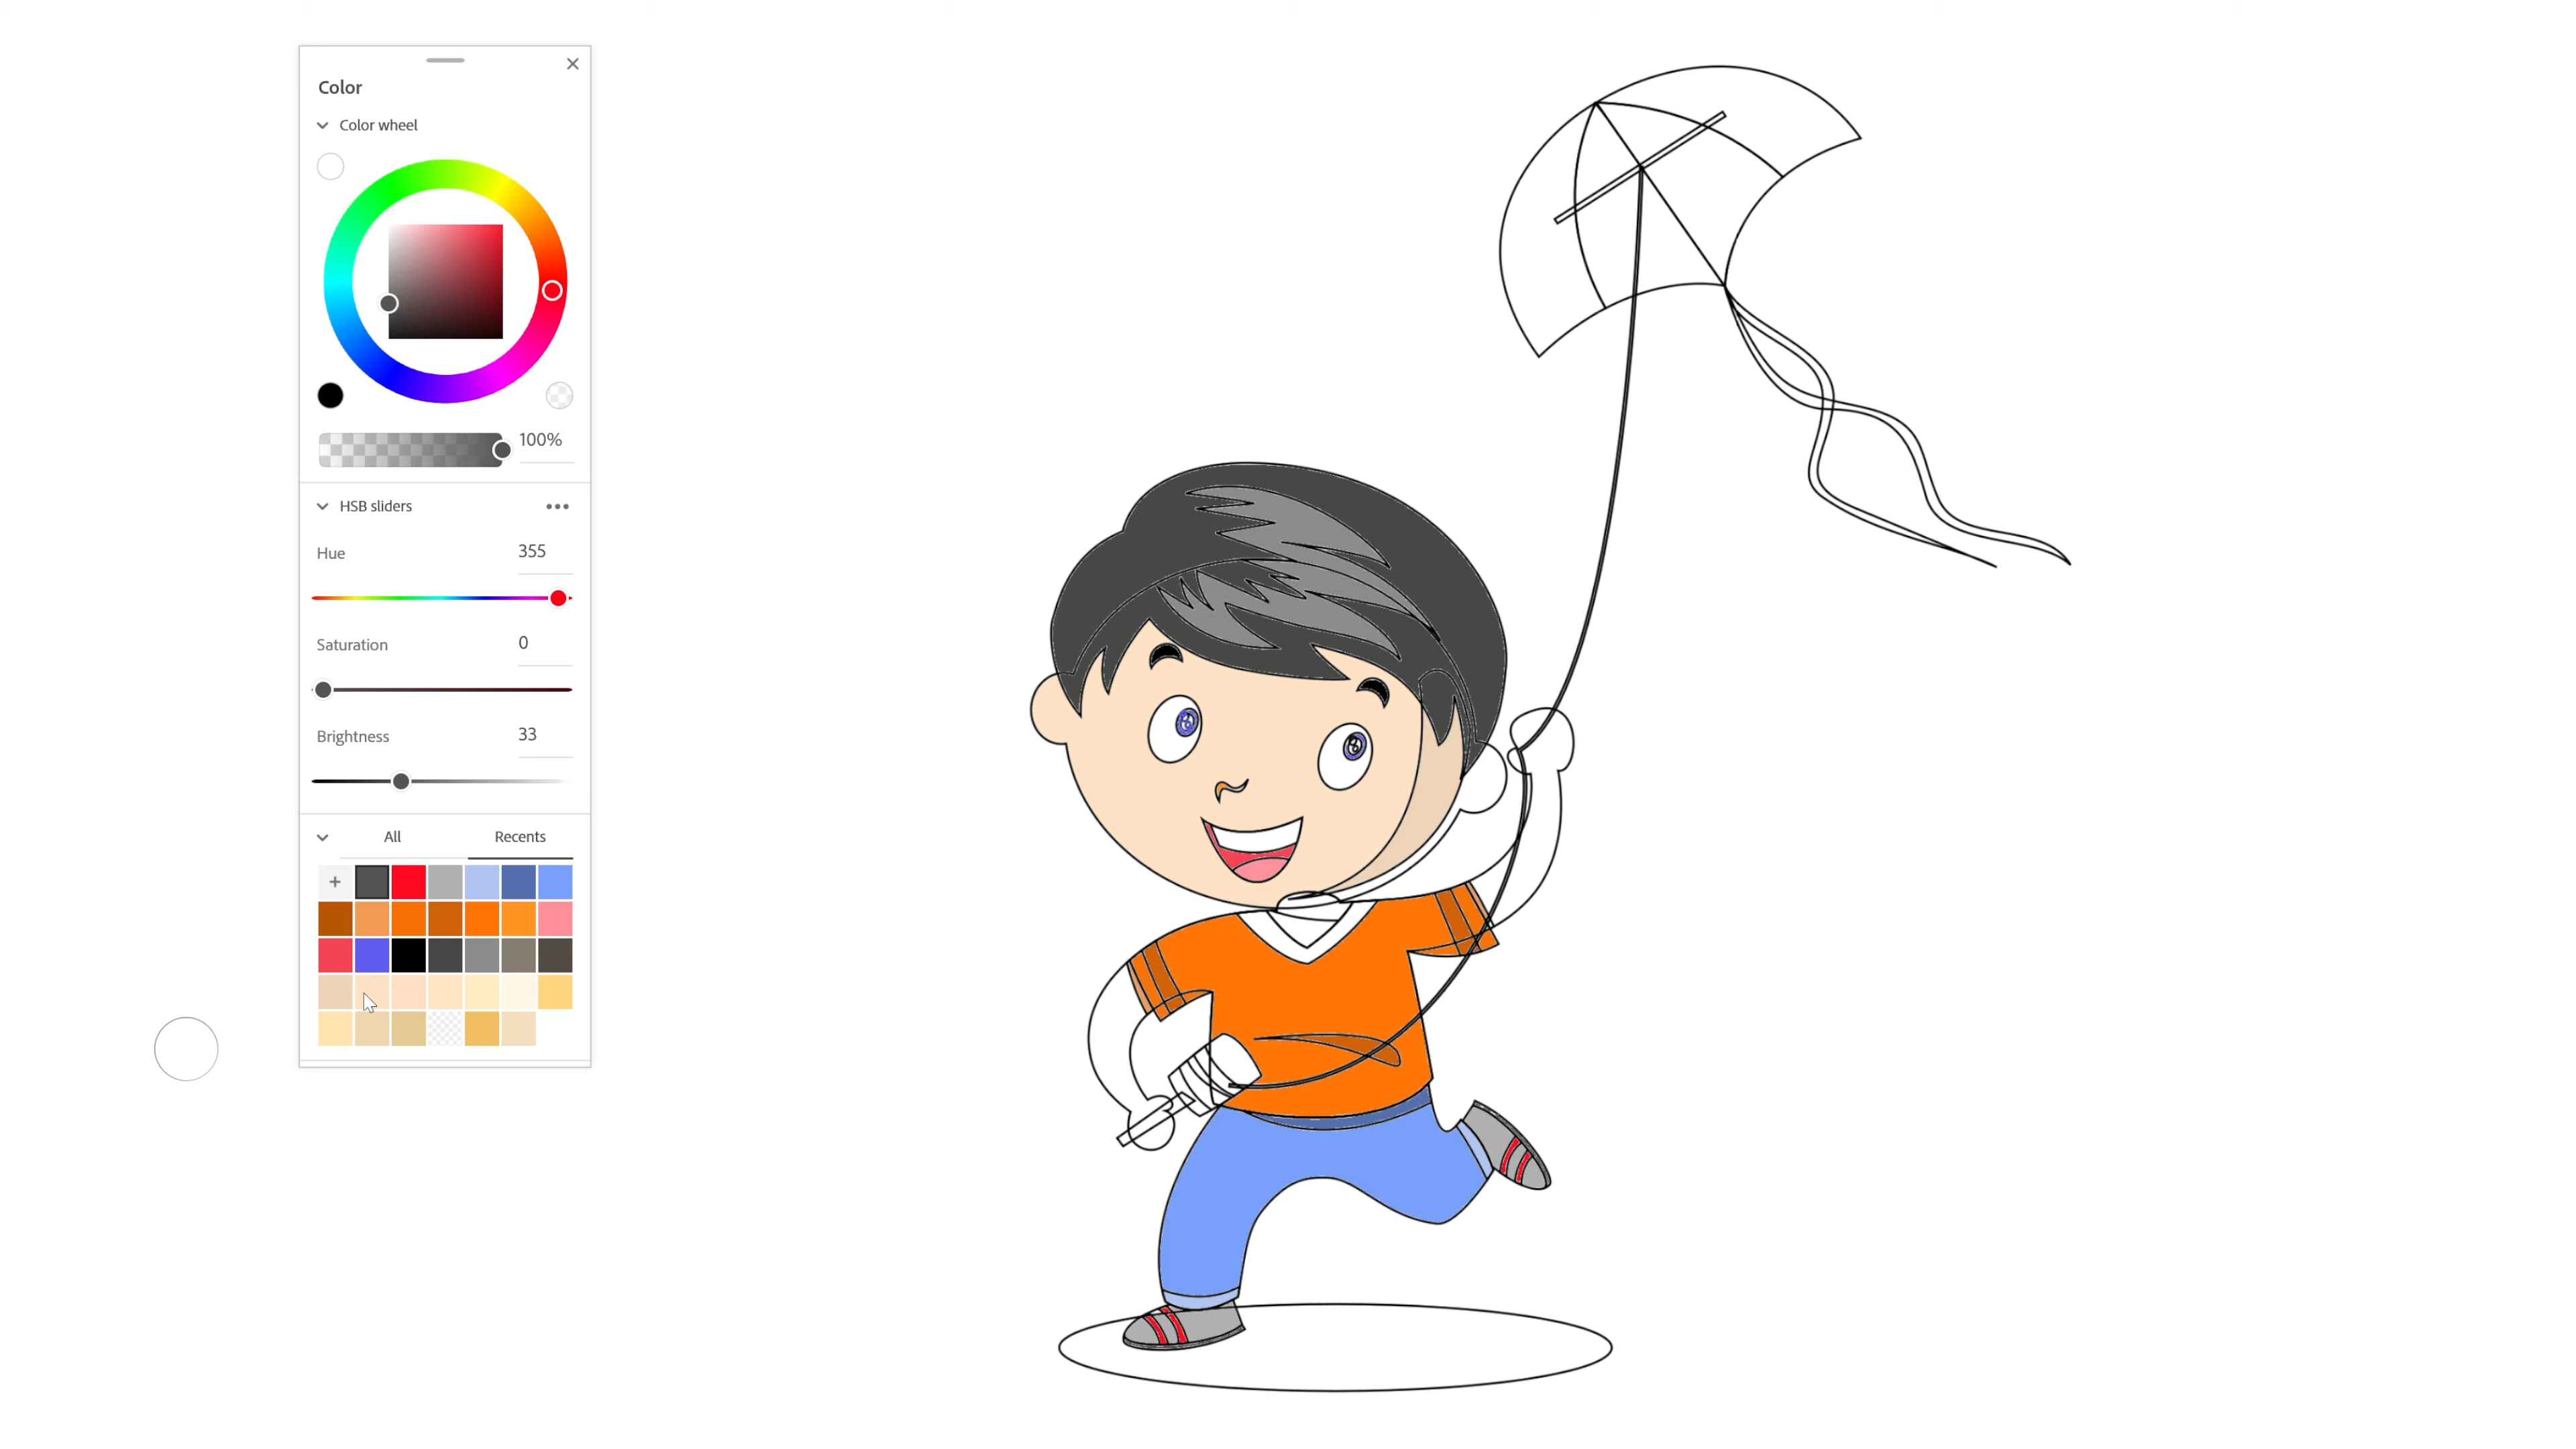 Color
Color wheel
100%
HSB sliders
Hue 355
Saturation 0
Brightness 33
All Recents